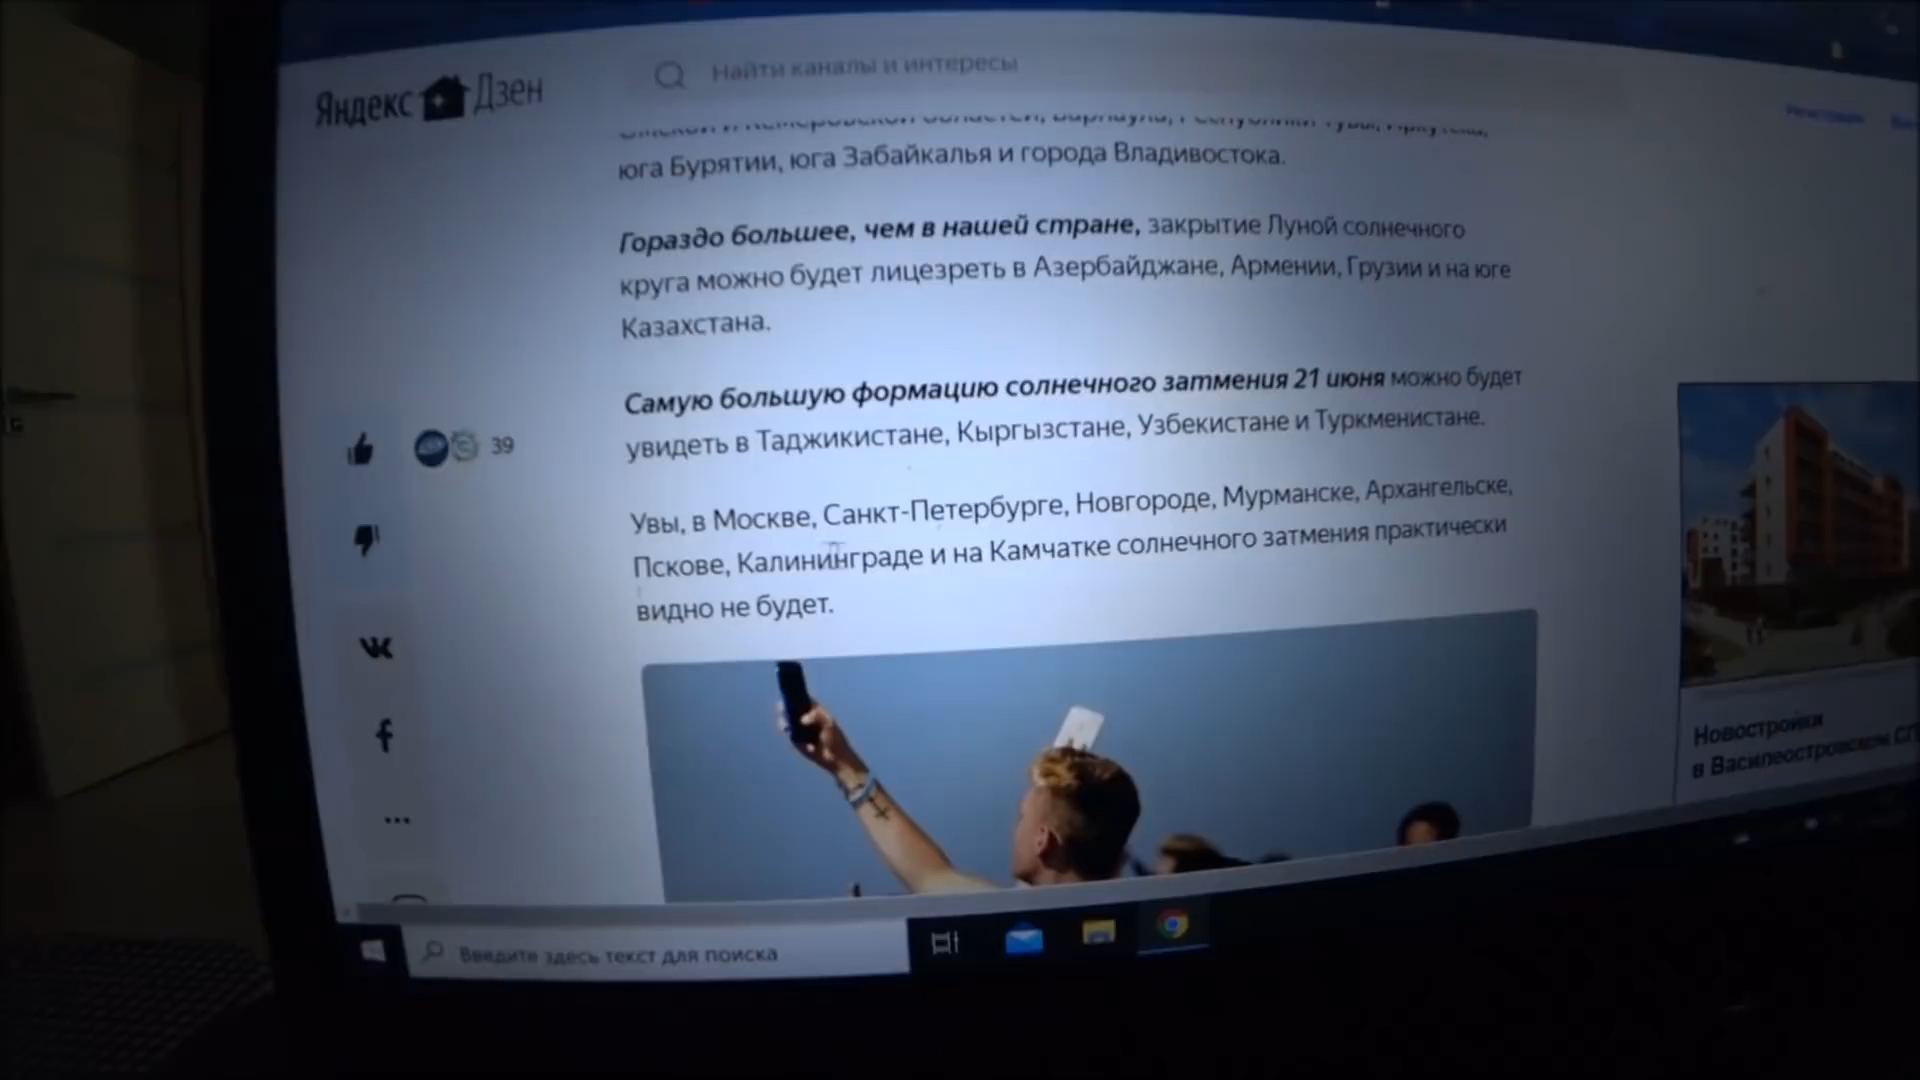 Яндекс Дзен
Найти каналы и интересы
Регистрация
юга Бурятии, юга Забайкалья и города Владивостока.
Гораздо большее, чем в нашей стране, закрытие Луной солнечного
круга можно будет лицезреть в Азербайджане, Армении, Грузии и на юге
Казахстана.
Самую большую формацию солнечного затмения 21 июня можно будет
увидеть в Таджикистане, Кыргызстане, Узбекистане и Туркменистане.
39
Увы, в Москве, Санкт-Петербурге, Новгороде, Мурманске, Архангельске,
Пскове, Калининграде и на Камчатке солнечного затмения практически
видно не будет.
Новостройки
в Василеостровском
Введите здесь текст для поиска